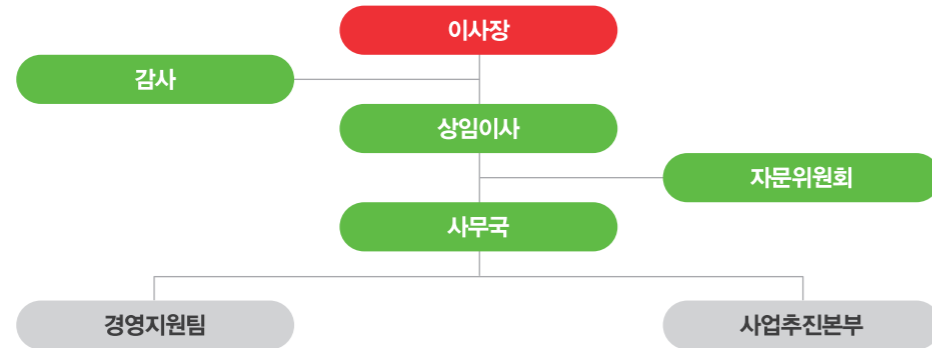 이사장
감사
상임이사
자문위원회
사무국
경영지원팀
사업추진본부